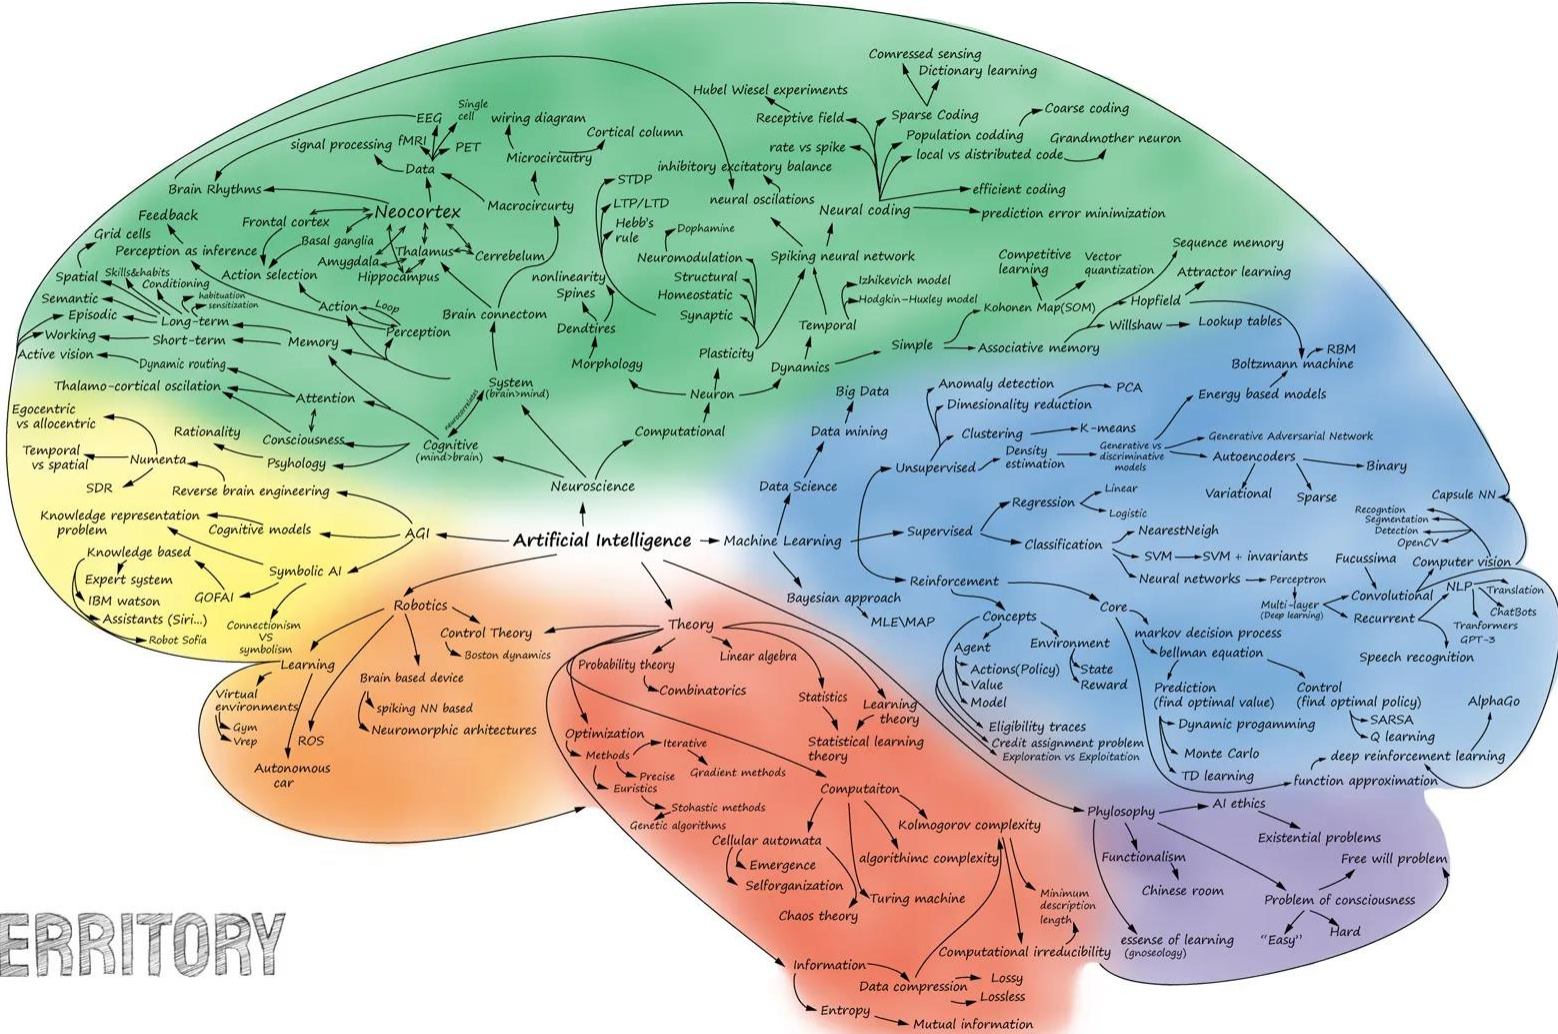 Comressed sensing
Dictionary learning
Hubel Wiesel experiments
Sparse Coding
Coarse coding
Receptive field
Population codding
Grandmother neuron
rate vs spike
local vs distributed code
inhibitory excitatory balance
efficient coding
neural oscilations
Neural coding
prediction error minimization
EEG
Single
cell
wiring diagram
Cortical column
signal processing
fMRI
PET
Microcircuitry
Data
Brain Rhythms
Neocortex
Macrocircurty
STDP
LTP/LTD
Hebb's
rule
Dophamine
Feedback
Frontal cortex
Grid cells
Perception as inference
Basal ganglia
Thalamus
Cerrebelum
Amygdala
Hippocampus
Action selection
Spatial
Skills&habits
Conditioning
habituation
sensitization
Semantic
Episodic
Long-term
Working
Short-term
Memory
Active vision
Dynamic routing
Action
Loop
Perception
Brain connectom
nonlinearity
Spines
Dendtires
Morphology
Neuromodulation
Structural
Homeostatic
Synaptic
Plasticity
Spiking neural network
Izhikevich model
Hodgkin-Huxley model
Temporal
Dynamics
Simple
Competitive
learning
Vector
quantization
Sequence memory
Attractor learning
Kohonen Map(SOM)
Hopfield
Willshaw
Lookup tables
Associative memory
RBM
Boltzmann machine
Thalamo-cortical oscilation
Attention
System
(brain>mind)
neurocorrelates
Neuron
Cognitive
(mind>brain)
Computational
Consciousness
Rationality
Psyhology
Neuroscience
Egocentric
vs allocentric
Temporal
vs spatial
Numenta
SDR
Reverse brain engineering
Knowledge representation
problem
Cognitive models
AGI
Knowledge based
Symbolic AI
Expert system
IBM watson
GOFAI
Assistants (Siri...)
Robot Sofia
Connectionism
VS
symbolism
Artificial Intelligence
Machine Learning
Big Data
Data mining
Data Science
Bayesian approach
MLE\MAP
Anomaly detection
PCA
Dimesionality reduction
Energy based models
Clustering
K-means
Unsupervised
Density
estimation
Generative vs
discriminative
models
Generative Adversarial Network
Autoencoders
Binary
Variational
Sparse
Supervised
Regression
Linear
Logistic
Classification
NearestNeigh
SVM
SVM + invariants
Neural networks
Perceptron
Multi-layer
(Deep learning)
Capsule NN
Recogntion
Segmentation
Detection
OpenCV
Fucussima
Computer vision
Convolutional
NLP
Translation
ChatBots
Tranformers
GPT-3
Recurrent
Speech recognition
Reinforcement
Concepts
Core
Agent
Environment
Actions(Policy)
Value
Model
State
Reward
Eligibility traces
Credit assignment problem
Exploration vs Exploitation
markov decision process
bellman equation
Prediction
(find optimal value)
Control
(find optimal policy)
Dynamic progamming
SARSA
Q learning
Monte Carlo
TD learning
AlphaGo
deep reinforcement learning
function approximation
Robotics
Control Theory
Boston dynamics
Learning
Brain based device
Virtual
environments
Gym
Vrep
spiking NN based
Neuromorphic arhitectures
ROS
Autonomous
car
Theory
Probability theory
Linear algebra
Combinatorics
Statistics
Learning
theory
Statistical learning
theory
Optimization
Methods
Iterative
Gradient methods
Precise
Euristics
Stohastic methods
Genetic algorithms
Computaiton
Kolmogorov complexity
Cellular automata
Emergence
Selforganization
algorithimc complexity
Turing machine
Chaos theory
Minimum
description
length
Computational irreducibility
Information
Data compression
Lossy
Lossless
Entropy
Mutual information
Phylosophy
AI ethics
Existential problems
Functionalism
Free will problem
Chinese room
Problem of consciousness
"Easy"
Hard
essense of learning
(gnoseology)
ERRITORY